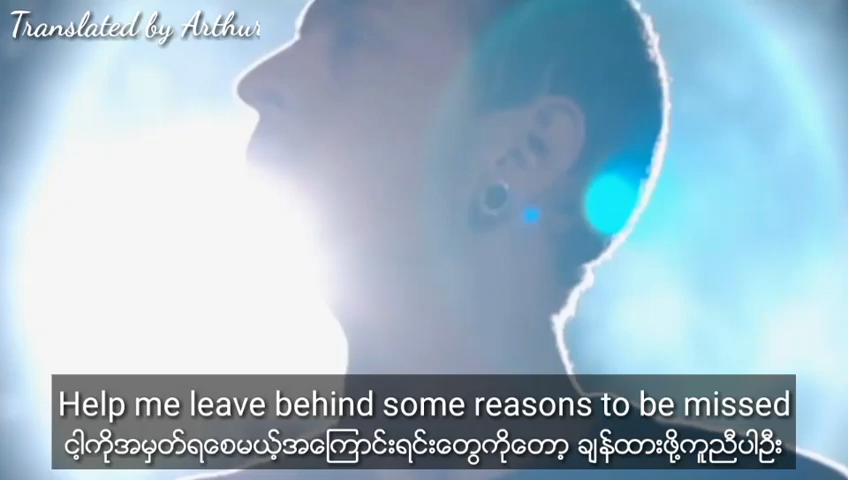 Translated by Arthur
Help me leave behind some reasons to be missed
ငါ့ကိုအမှတ်ရစေမယ့်အကြောင်းရင်းတွေကိုတော့ ချန်ထားဖို့ကူညီပါဦး